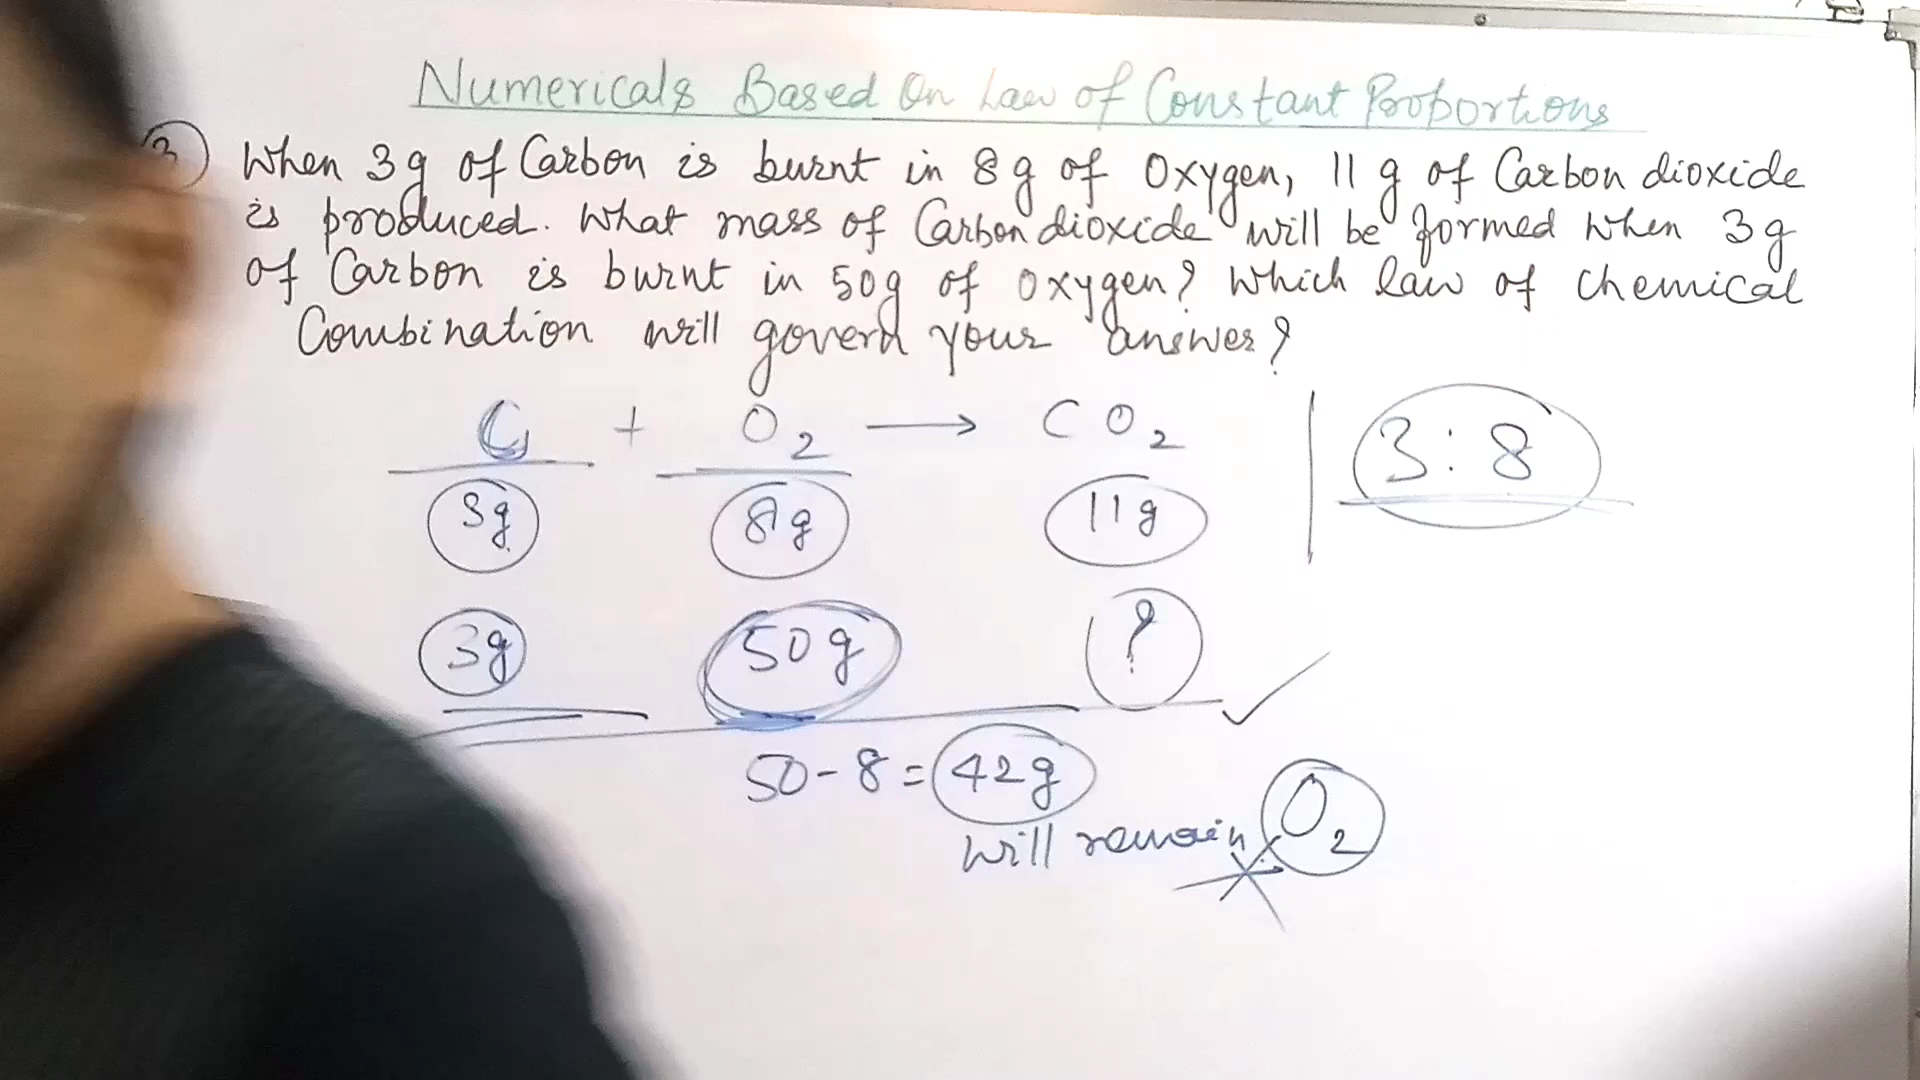 Numericals Based On Law of Constant Proportions
3 When 3g of Carbon is burnt in 8g of Oxygen, 11g of Carbon dioxide
is produced. What mass of Carbon dioxide will be formed when 3g
of Carbon is burnt in 50g of oxygen? Which law of chemical
Combination will govern your answer?
C + O2 → CO2
3:8
3g 8g 11g
3g 50g ?
50-8=42g
will remain O2